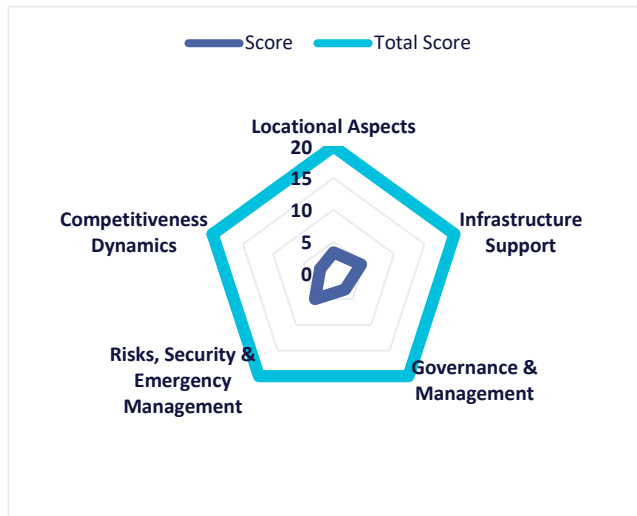 Score Total Score
Locational Aspects
20
15
10
5
0
Infrastructure
Support
Governance &
Management
Risks, Security &
Emergency
Management
Competitiveness
Dynamics